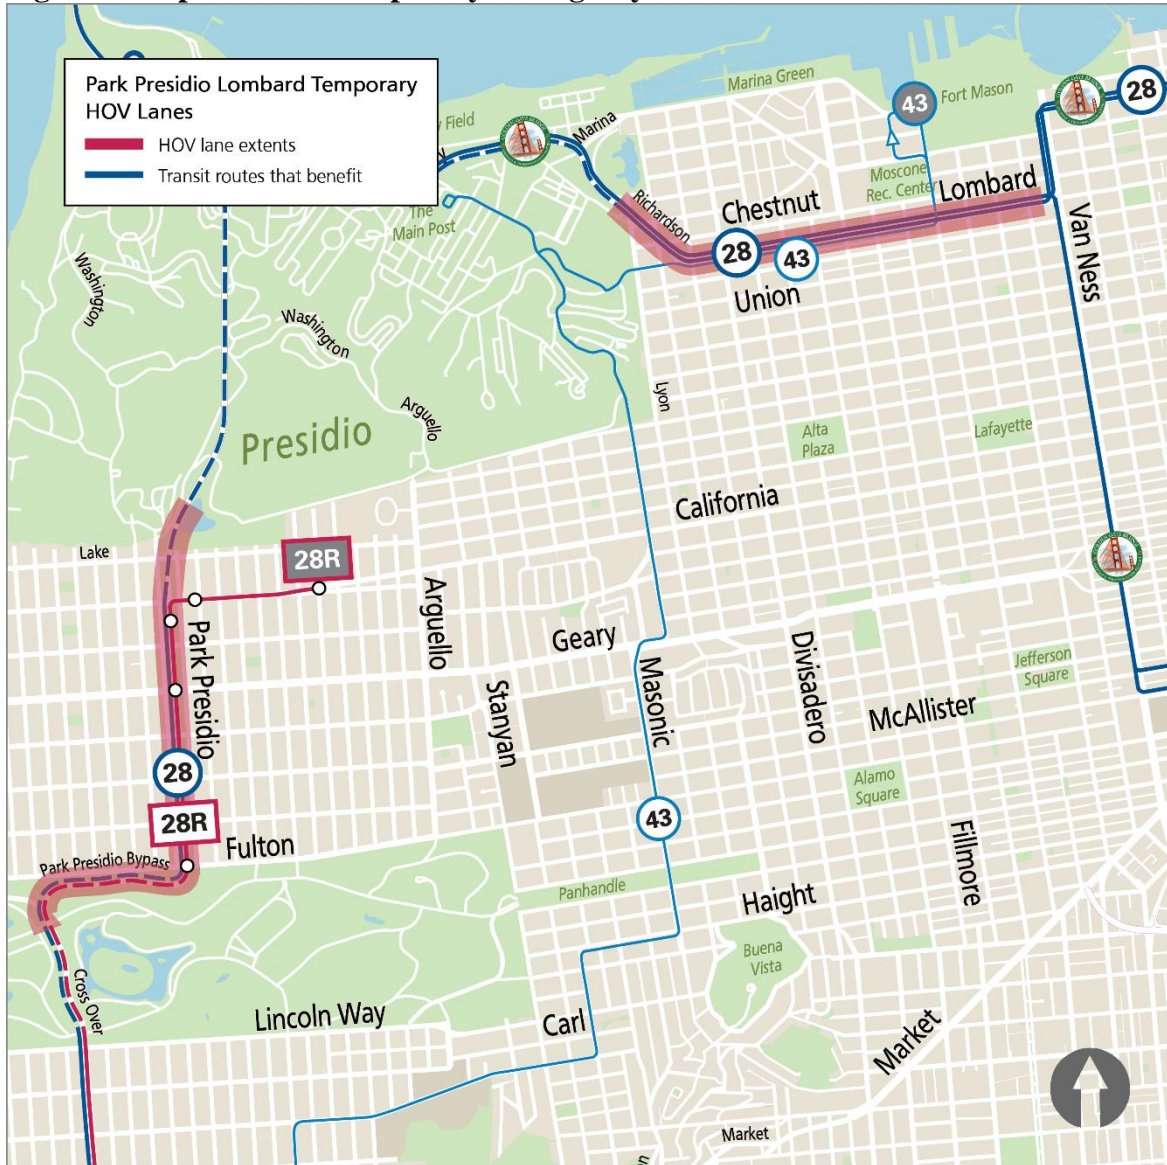 Park Presidio Lombard Temporary
HOV Lanes
HOV lane extents
Transit routes that benefit
Marina Green
Fort Mason
43
28
Field
Marina
Moscone
Rec. Center
Lombard
Richardson
Chestnut
The
Main Post
28
43
Union
Van Ness
Washington
Washington
Arguello
Lyon
Presidio
Alta
Plaza
Lafayette
California
Lake
28R
Arguello
Geary
Park Presidio
Stanyan
Masonic
Divisadero
Jefferson
Square
McAllister
28
28R
Alamo
Square
43
Fulton
Fillmore
Park Presidio Bypass
Panhandle
Haight
Buena
Vista
Cross Over
Lincoln Way
Carl
Market
Market